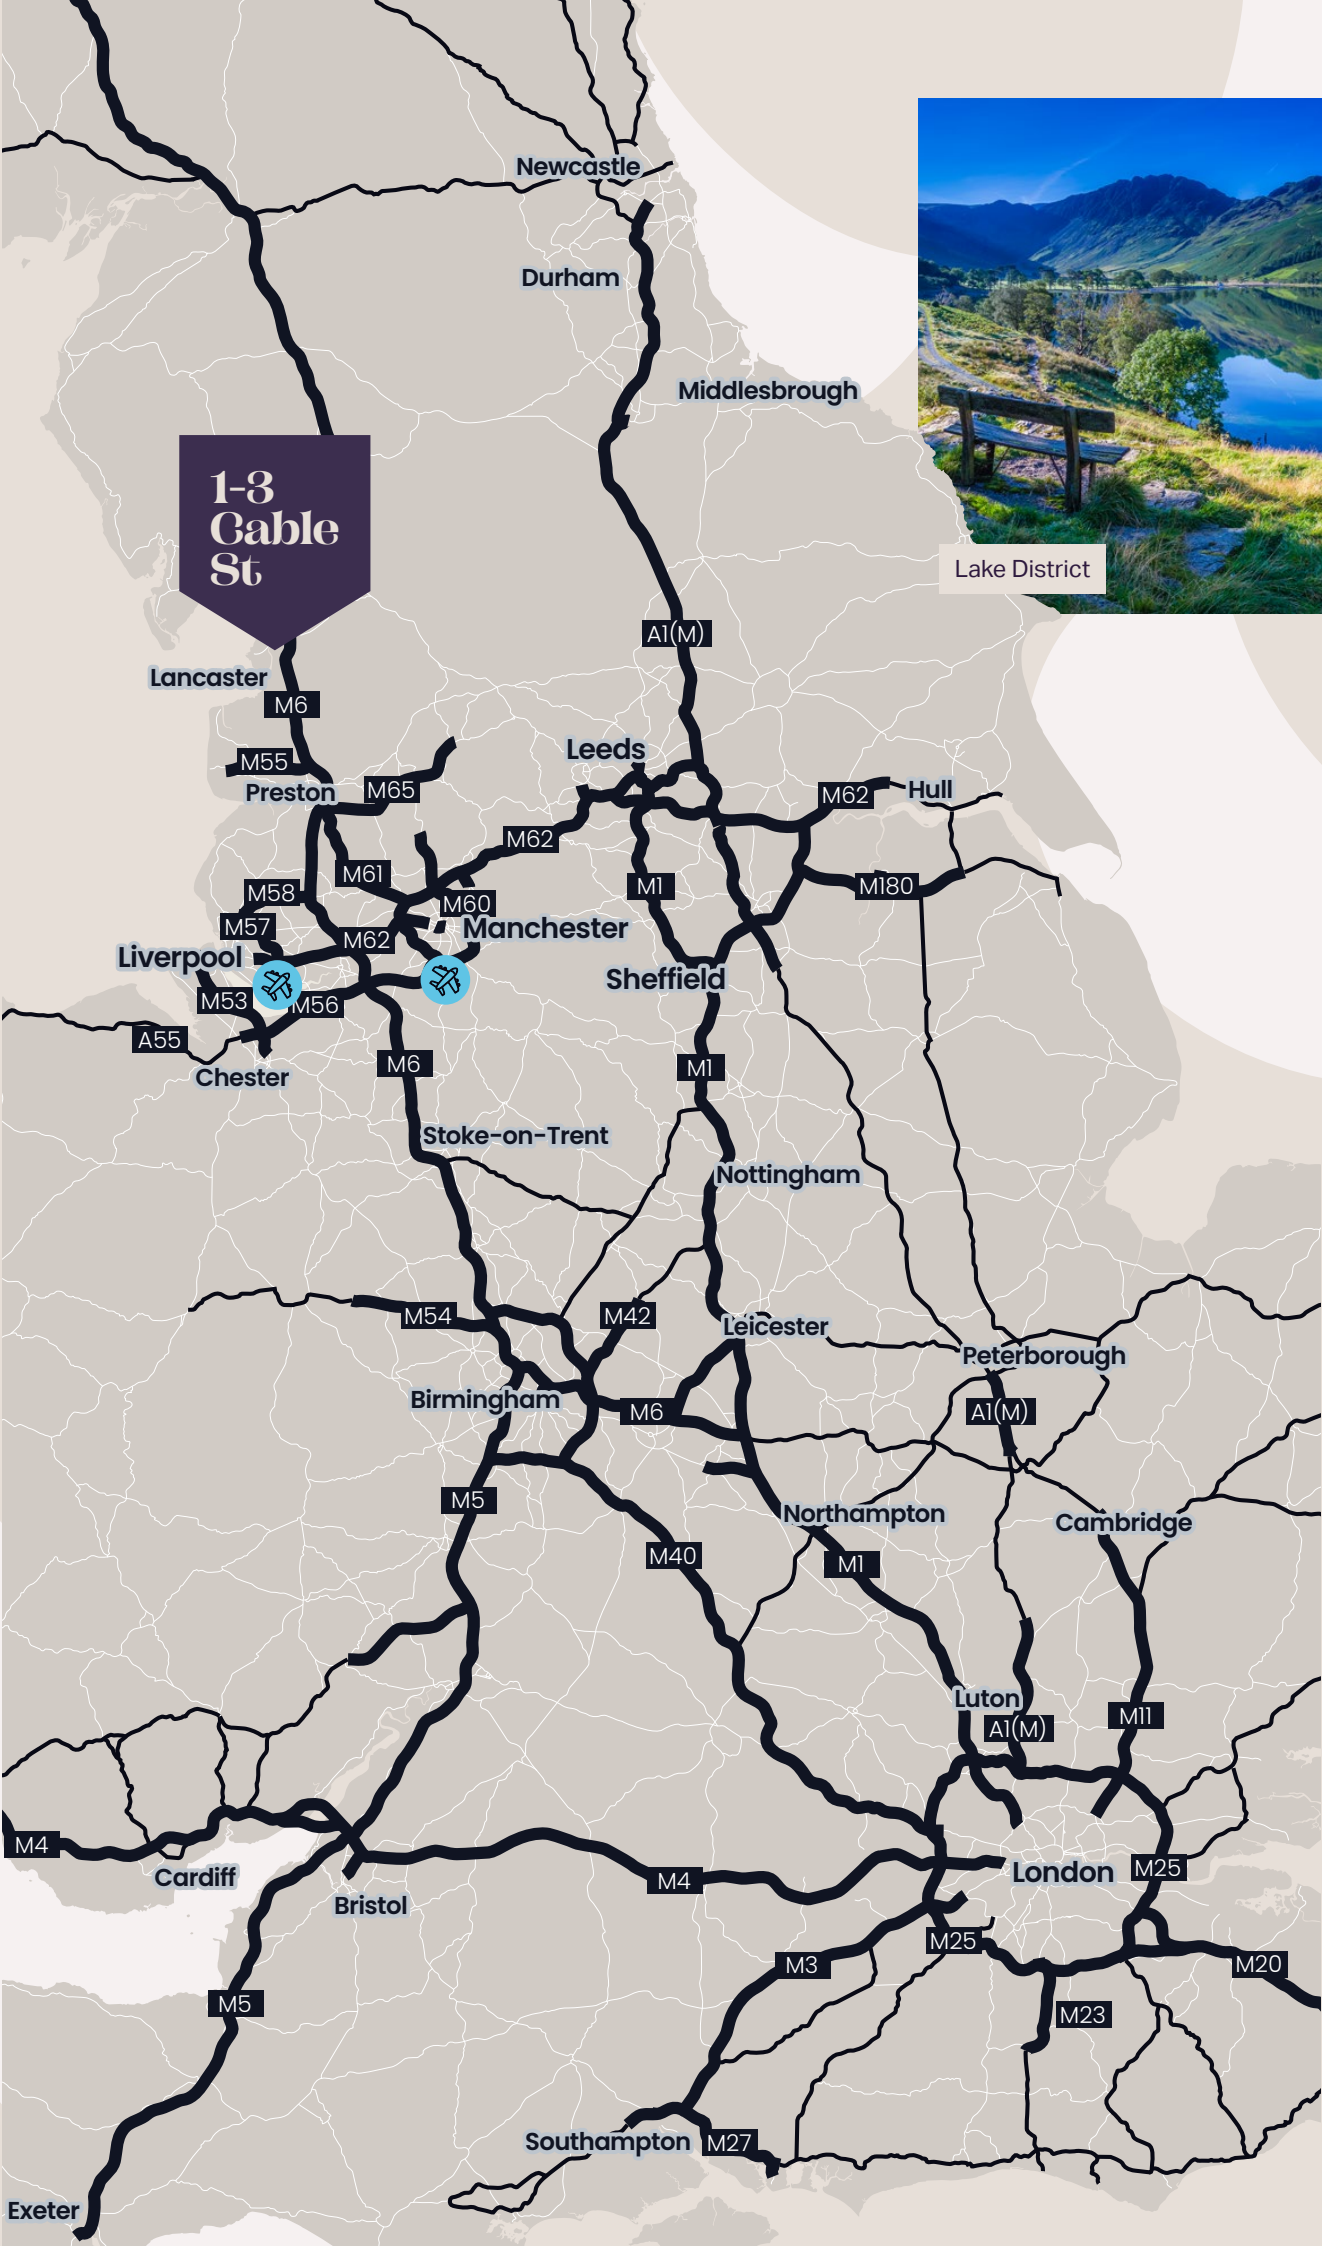 Newcastle
Durham
Middlesbrough
1-3
Cable
St
Lake District
A1(M)
Lancaster
M6
Leeds
M55
Preston
M65
M62
Hull
M62
M61
M58
M60
M1
M180
M57
Manchester
M62
Liverpool
Sheffield
M53
M56
A55
M6
M1
Chester
Stoke-on-Trent
Nottingham
M54
M42
Leicester
Peterborough
Birmingham
M6
A1(M)
M5
Northampton
Cambridge
M40
M1
Luton
A1(M)
M11
M4
Cardiff
M4
London
M25
Bristol
M25
M3
M20
M5
M23
Southampton
M27
Exeter